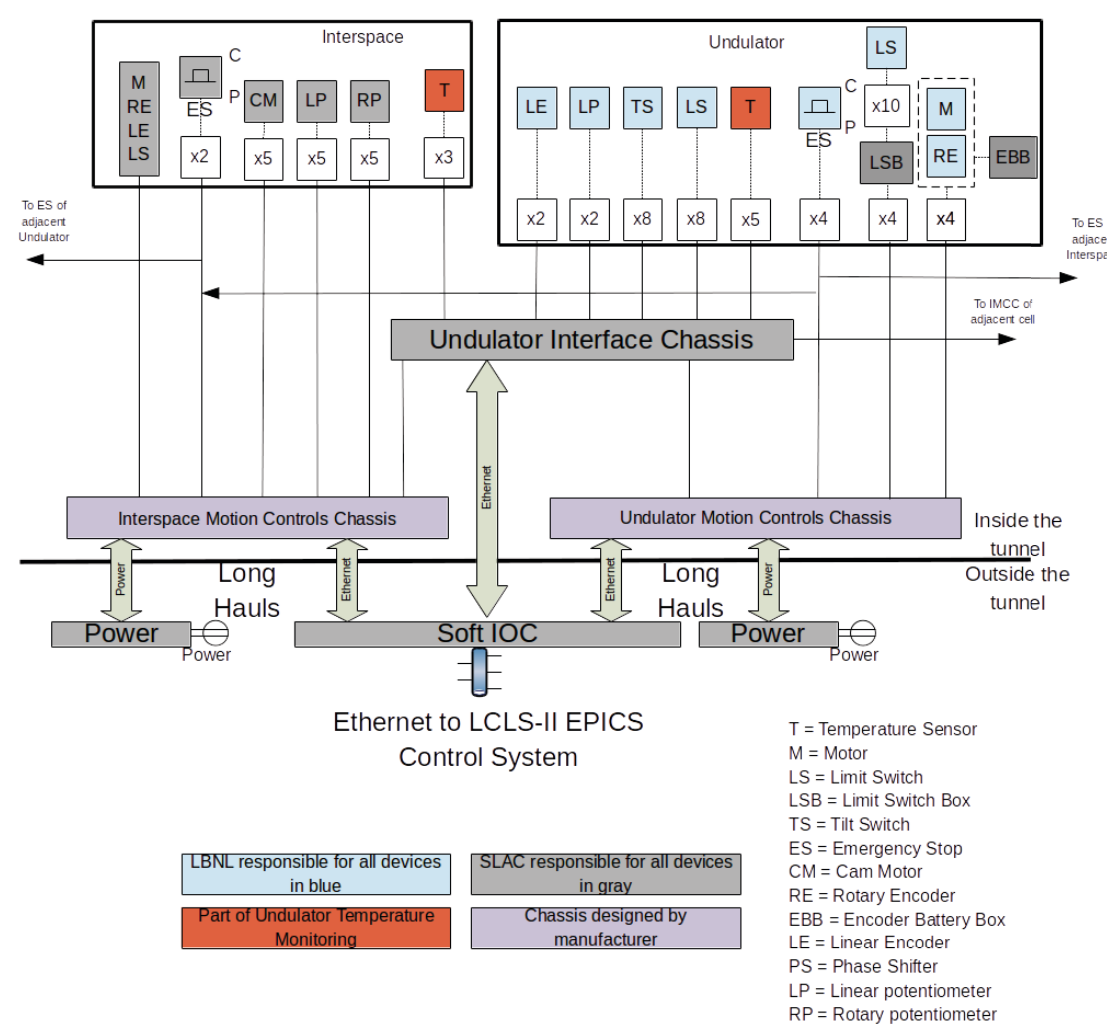 Interspace
Undulator
M
RE
LE
LS
C
P
ES
CM
LP
RP
T
x2
x5
x5
x5
x3
LE
LP
TS
LS
T
C
P
ES
LS
x10
LSB
M
RE
EBB
x2
x2
x8
x8
x5
x4
x4
x4
To ES of
adjacent
Undulator
To ES
adjace
Interspa
To IMCC of
adjacent cell
Undulator Interface Chassis
Ethernet
Interspace Motion Controls Chassis
Undulator Motion Controls Chassis
Inside the
tunnel
Outside the
tunnel
Power
Long
Hauls
Ethernet
Ethernet
Long
Hauls
Power
Power
Power
Soft IOC
Power
Power
Ethernet to LCLS-II EPICS
Control System
T = Temperature Sensor
M = Motor
LS = Limit Switch
LSB = Limit Switch Box
TS = Tilt Switch
ES = Emergency Stop
CM = Cam Motor
RE = Rotary Encoder
EBB = Encoder Battery Box
LE = Linear Encoder
PS = Phase Shifter
LP = Linear potentiometer
RP = Rotary potentiometer
LBNL responsible for all devices
in blue
SLAC responsible for all devices
in gray
Part of Undulator Temperature
Monitoring
Chassis designed by
manufacturer